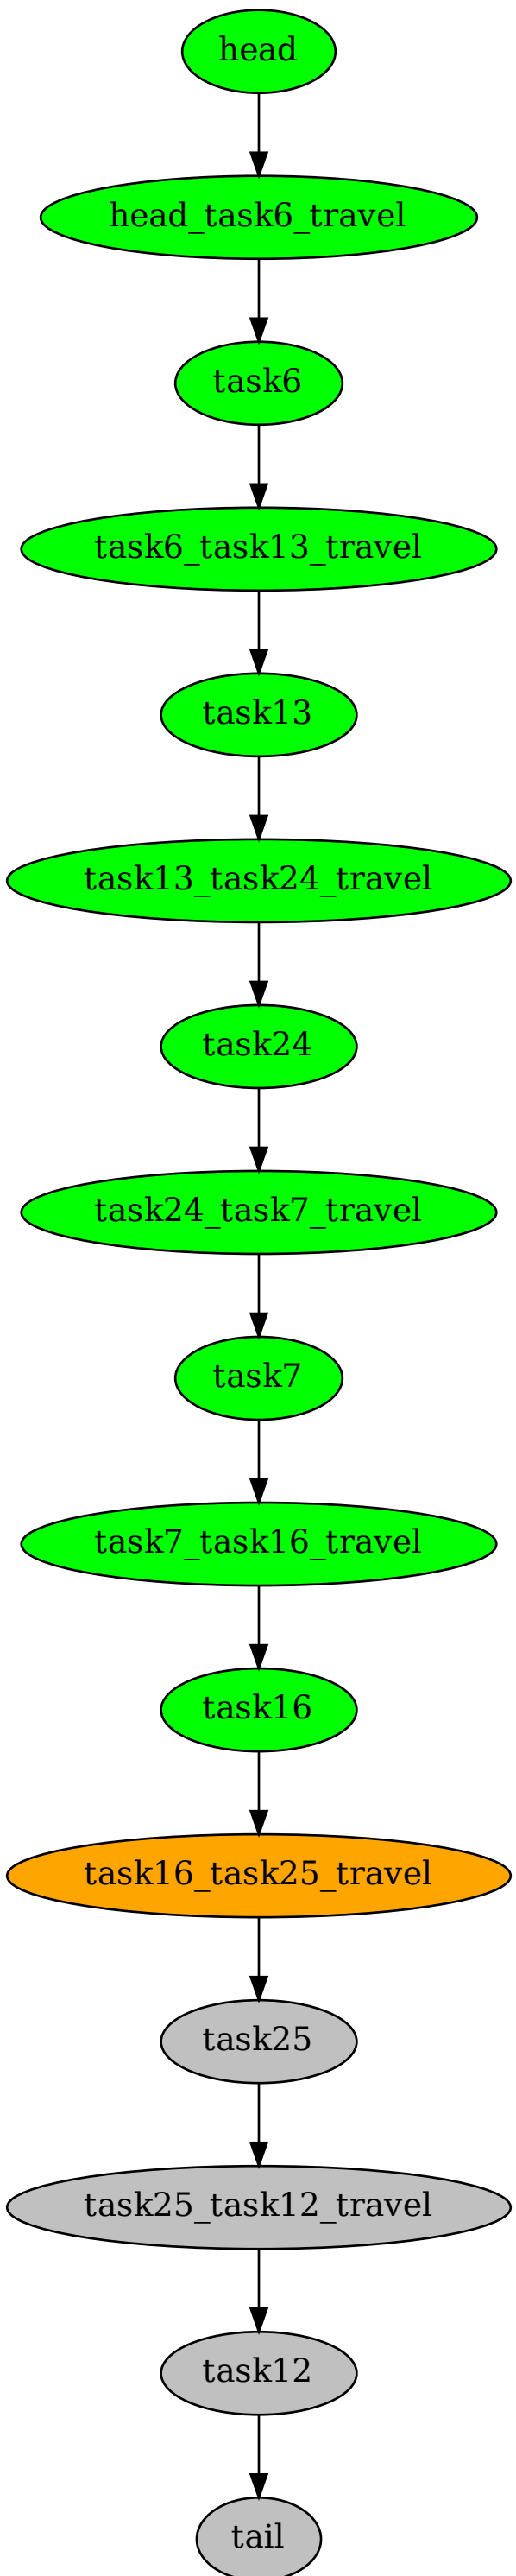 head
head_task6_travel
task6
task6_task13_travel
task13
task13_task24_travel
task24
task24_task7_travel
task7
task7_task16_travel
task16
task16_task25_travel
task25
task25_task12_travel
task12
tail